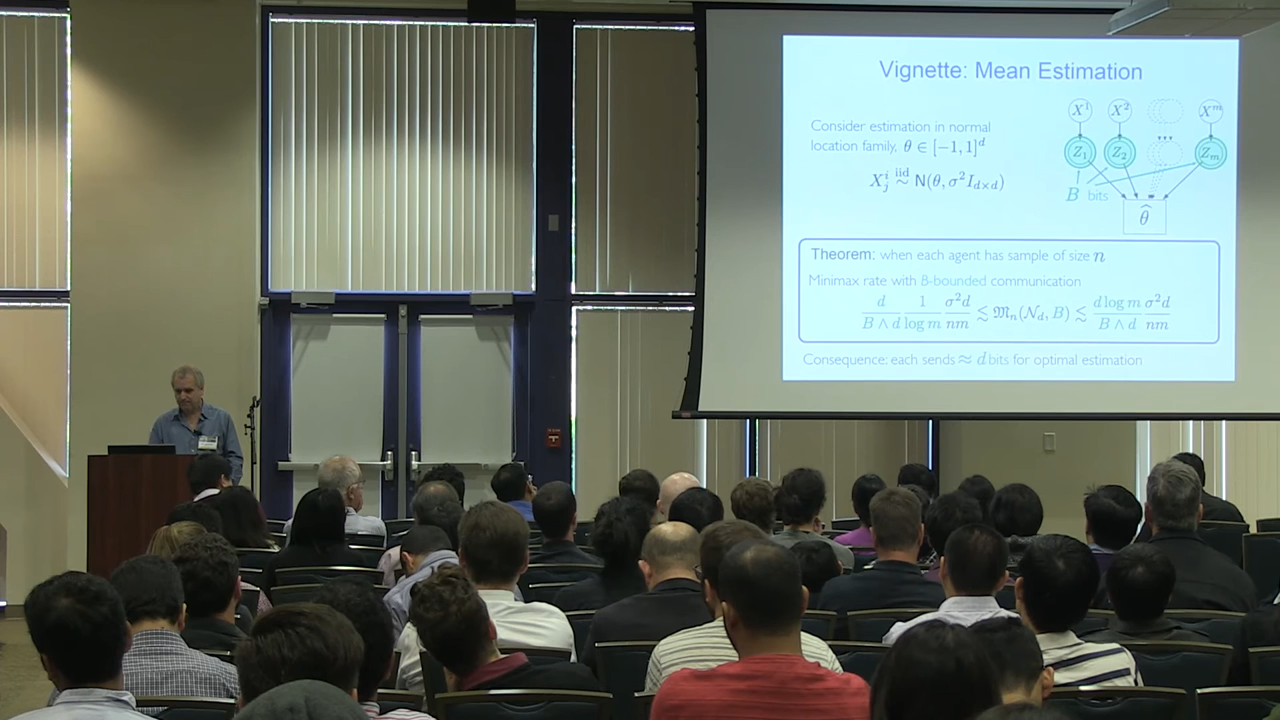 Vignette: Mean Estimation
Consider estimation in normal
location family, θ ∈ [−1, 1]^d
X_j^i iid ∼ N(θ, σ²I_{d×d})
X¹ X² X^m
Z₁ Z₂ Z_m
B bits
θ̂
Theorem: when each agent has sample of size n
Minimax rate with B-bounded communication
d/(B ∧ d) 1/(log m) σ²d/(nm) ≲ 𝔐_n(𝒩_d, B) ≲ (d log m)/(B ∧ d) σ²d/(nm)
Consequence: each sends ≈ d bits for optimal estimation